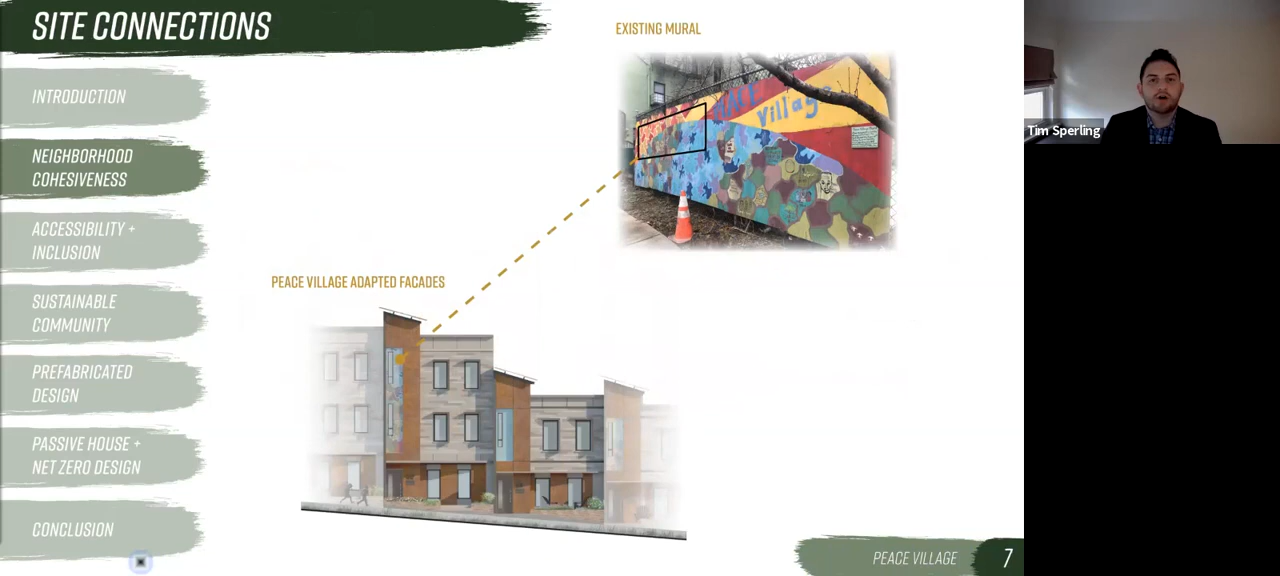 SITE CONNECTIONS
INTRODUCTION
NEIGHBORHOOD
COHESIVENESS
ACCESSIBILITY +
INCLUSION
SUSTAINABLE
COMMUNITY
PREFABRICATED
DESIGN
PASSIVE HOUSE +
NET ZERO DESIGN
CONCLUSION
EXISTING MURAL
village
PEACE VILLAGE ADAPTED FACADES
PEACE VILLAGE
7
Tim Sperling